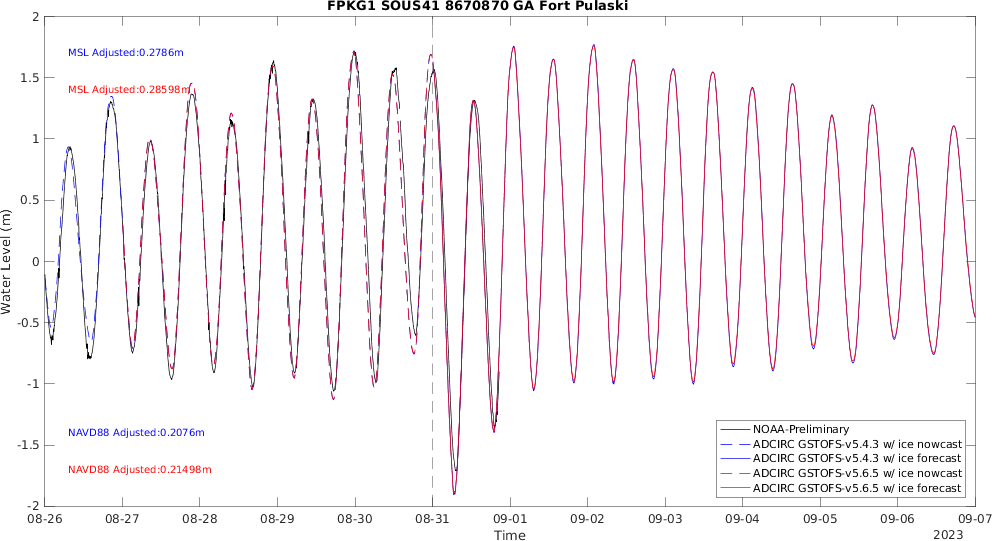 FPKG1 SOUS41 8670870 GA Fort Pulaski
2
1.5
1
0.5
0
-0.5
-1
-1.5
-2
Water Level (m)
MSL Adjusted:0.2786m
MSL Adjusted:0.28598m
NAVD88 Adjusted:0.2076m
NAVD88 Adjusted:0.21498m
NOAA-Preliminary
ADCIRC GSTOFS-v5.4.3 w/ ice nowcast
ADCIRC GSTOFS-v5.4.3 w/ ice forecast
ADCIRC GSTOFS-v5.6.5 w/ ice nowcast
ADCIRC GSTOFS-v5.6.5 w/ ice forecast
08-26 08-27 08-28 08-29 08-30 08-31 09-01 09-02 09-03 09-04 09-05 09-06 09-07
Time
2023